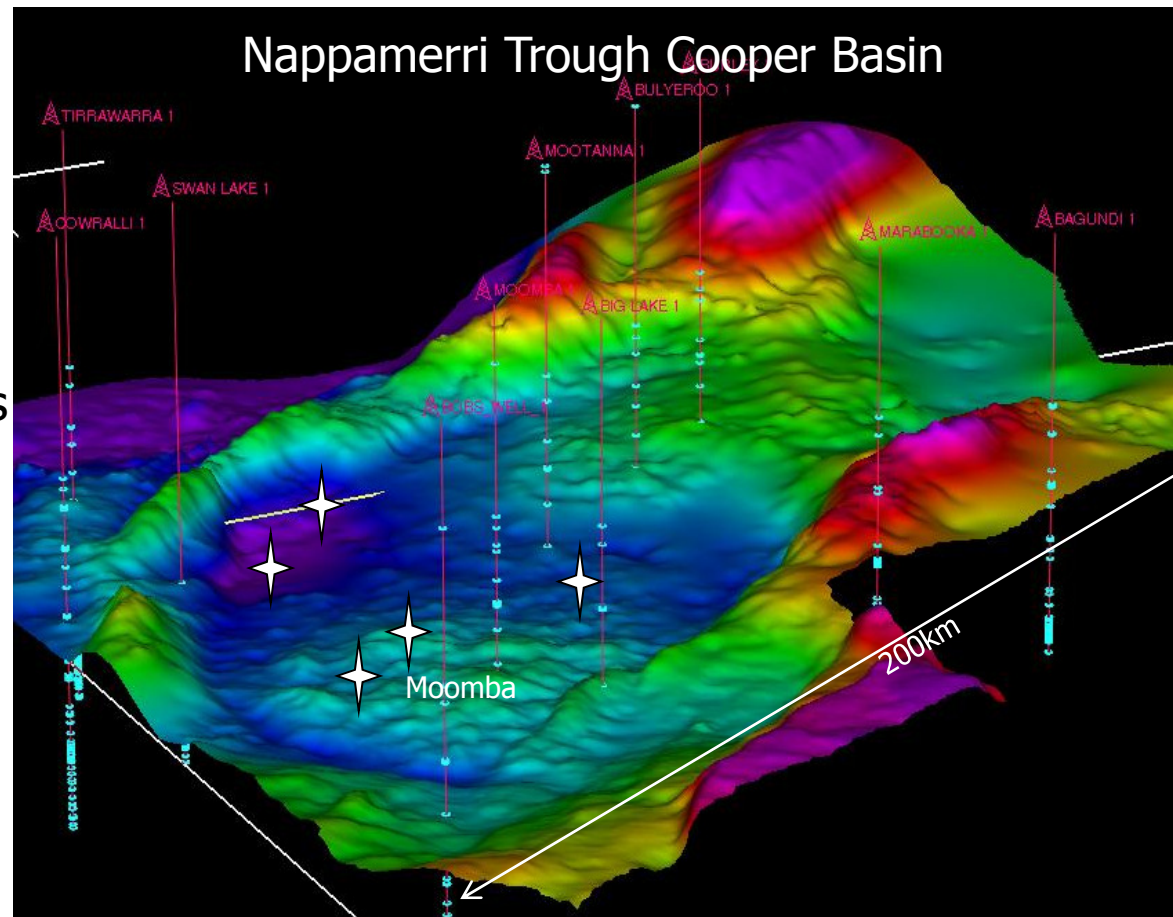 Nappamerri Trough Cooper Basin
BULYEROO 1
TIRRAWARRA 1
MOOTANNA 1
SWAN LAKE 1
COWRALLI 1
BAGUNDI 1
MARABOOKA 1
MOOMBA
BIG LAKE 1
s
BOBS_WELL_1
200km
Moomba